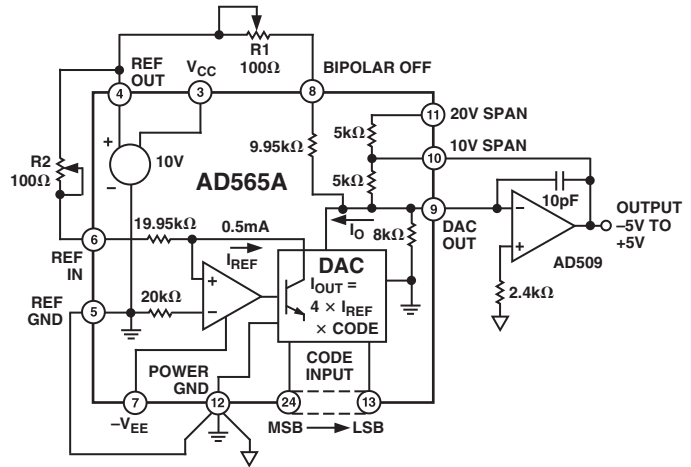 R1
100Ω
REF
OUT
VCC
BIPOLAR OFF
4
3
8
11
20V SPAN
5kΩ
9.95kΩ
10
10V SPAN
+
R2
100Ω
10V
–
AD565A
5kΩ
10pF
OUTPUT
–5V TO
+5V
9
DAC
OUT
–
+
AD509
19.95kΩ
0.5mA
IO
8kΩ
6
REF
IN
IREF
DAC
IOUT =
4 × IREF
× CODE
+
–
2.4kΩ
REF
GND
5
20kΩ
POWER
GND
CODE
INPUT
7
12
24
13
–VEE
MSB
LSB